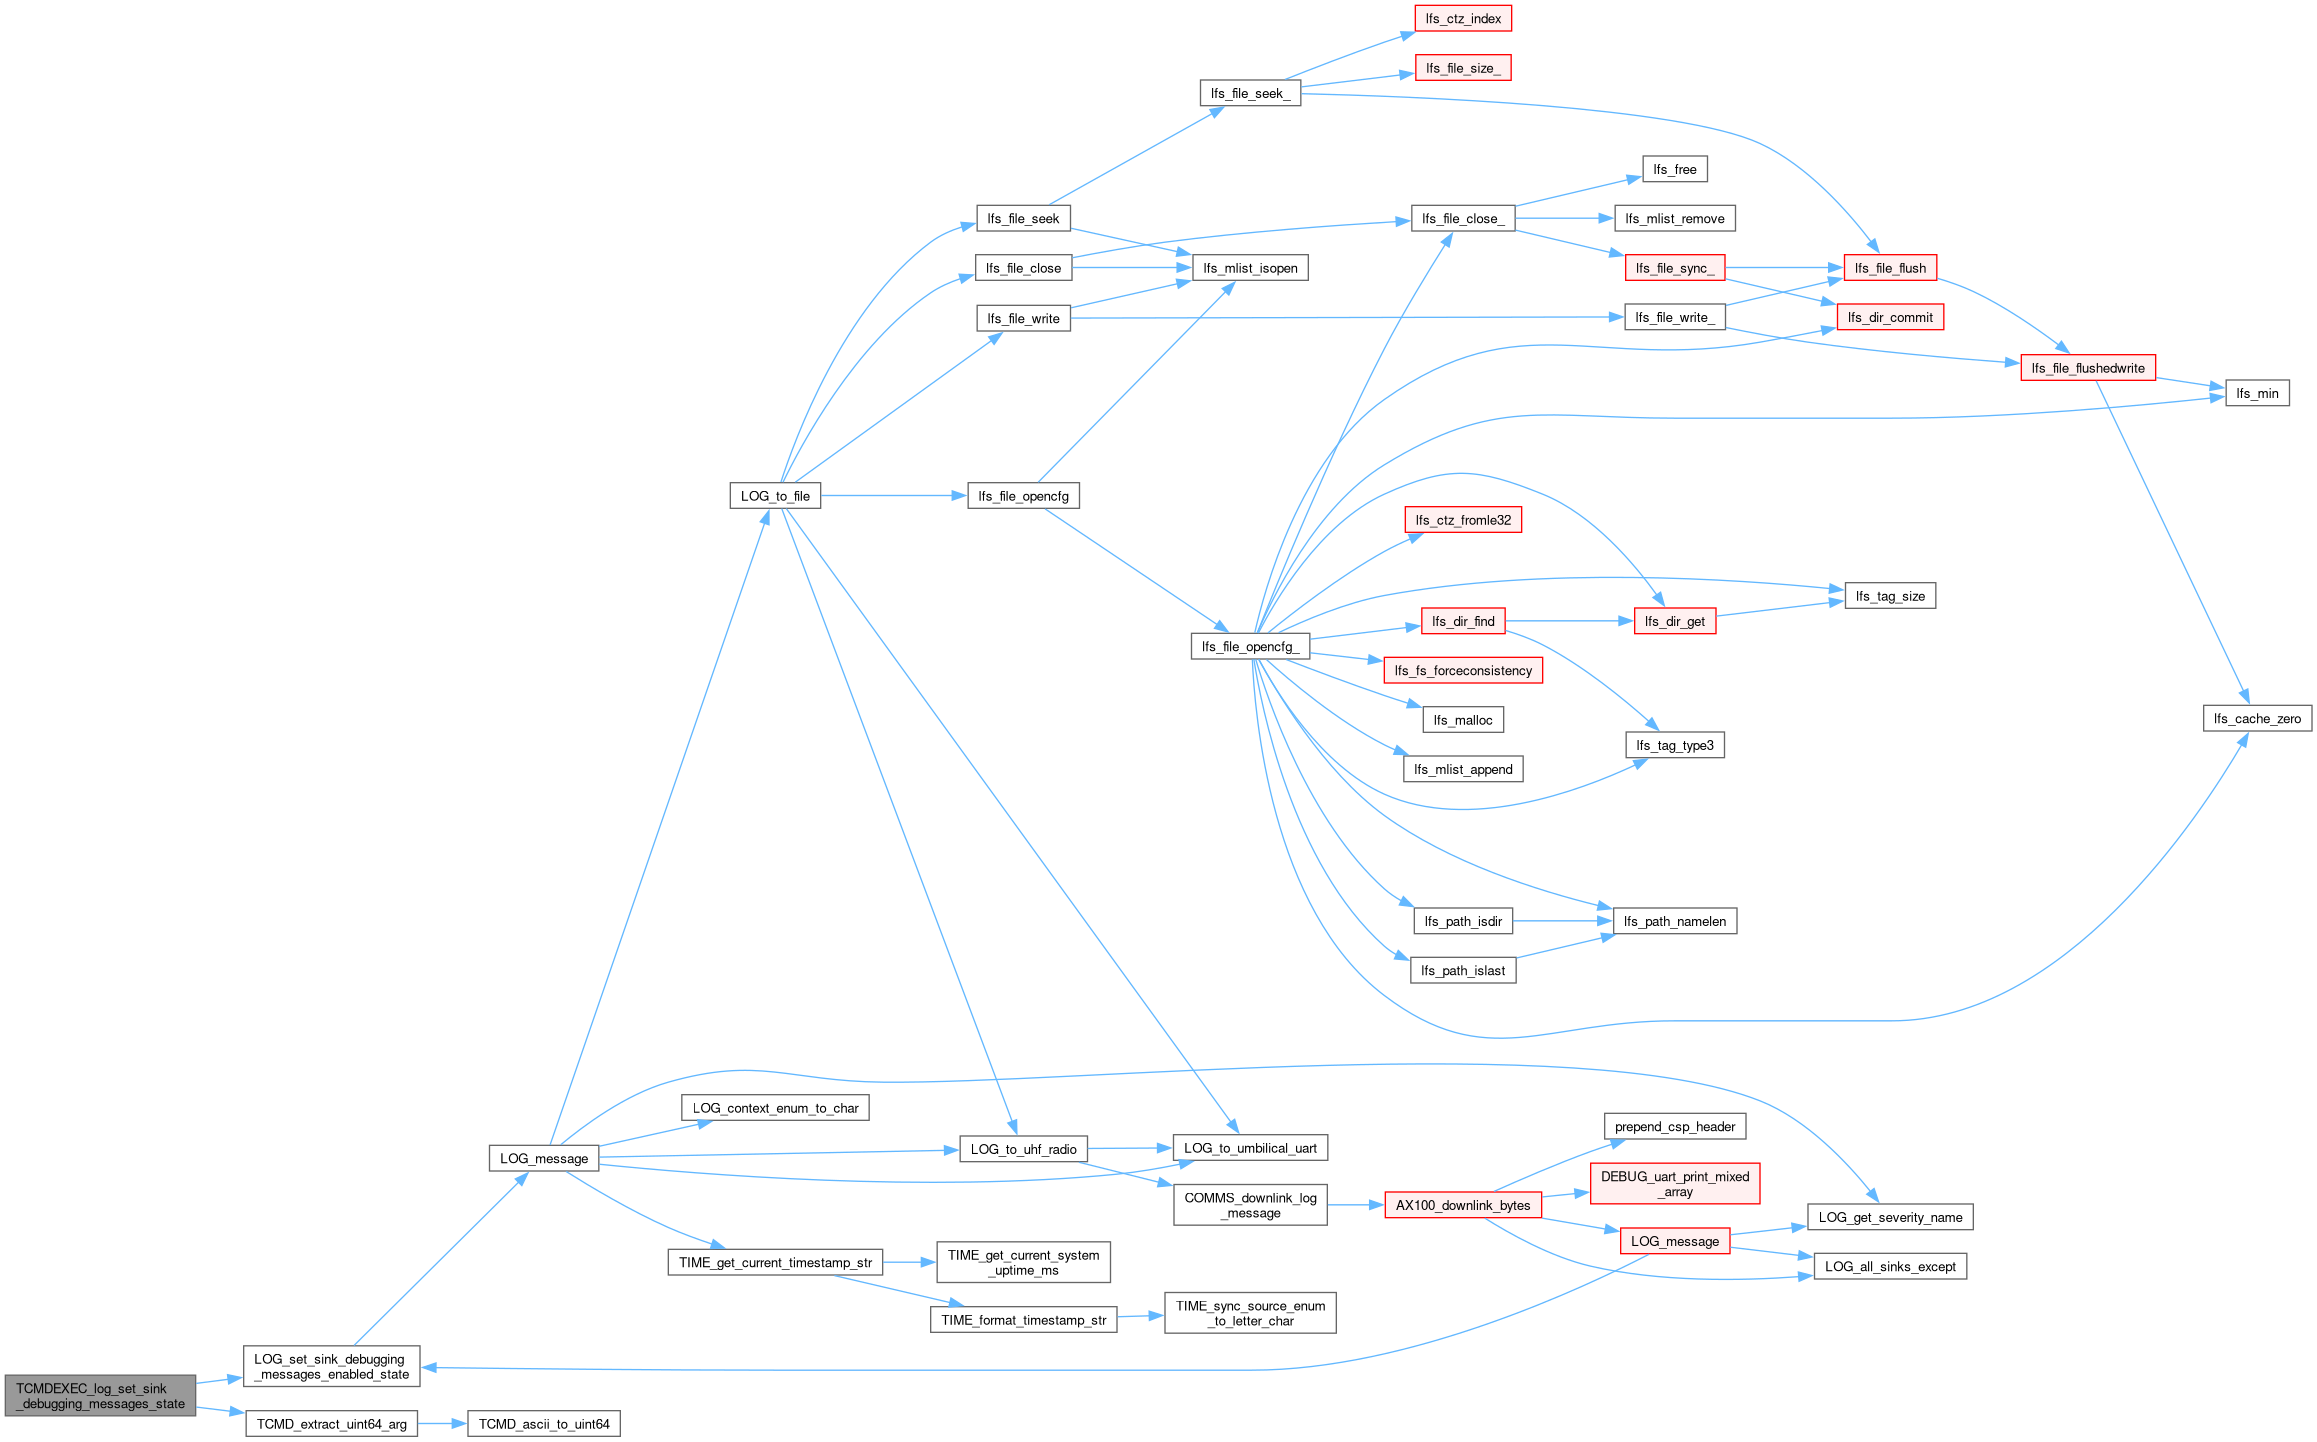 lfs_ctz_index
lfs_file_size_
lfs_file_seek_
lfs_free
lfs_file_seek
lfs_file_close_
lfs_mlist_remove
lfs_file_close
lfs_mlist_isopen
lfs_file_sync_
lfs_file_flush
lfs_file_write
lfs_file_write_
lfs_dir_commit
lfs_file_flushedwrite
lfs_min
LOG_to_file
lfs_file_opencfg
lfs_ctz_fromle32
lfs_tag_size
lfs_dir_find
lfs_dir_get
lfs_file_opencfg_
lfs_fs_forceconsistency
lfs_malloc
lfs_cache_zero
lfs_tag_type3
lfs_mlist_append
lfs_path_isdir
lfs_path_namelen
lfs_path_islast
LOG_context_enum_to_char
prepend_csp_header
LOG_message
LOG_to_uhf_radio
LOG_to_umbilical_uart
DEBUG_uart_print_mixed
_array
COMMS_downlink_log
_message
AX100_downlink_bytes
LOG_get_severity_name
LOG_message
TIME_get_current_timestamp_str
TIME_get_current_system
_uptime_ms
LOG_all_sinks_except
TIME_format_timestamp_str
TIME_sync_source_enum
_to_letter_char
LOG_set_sink_debugging
_messages_enabled_state
TCMDEXEC_log_set_sink
_debugging_messages_state
TCMD_extract_uint64_arg
TCMD_ascii_to_uint64